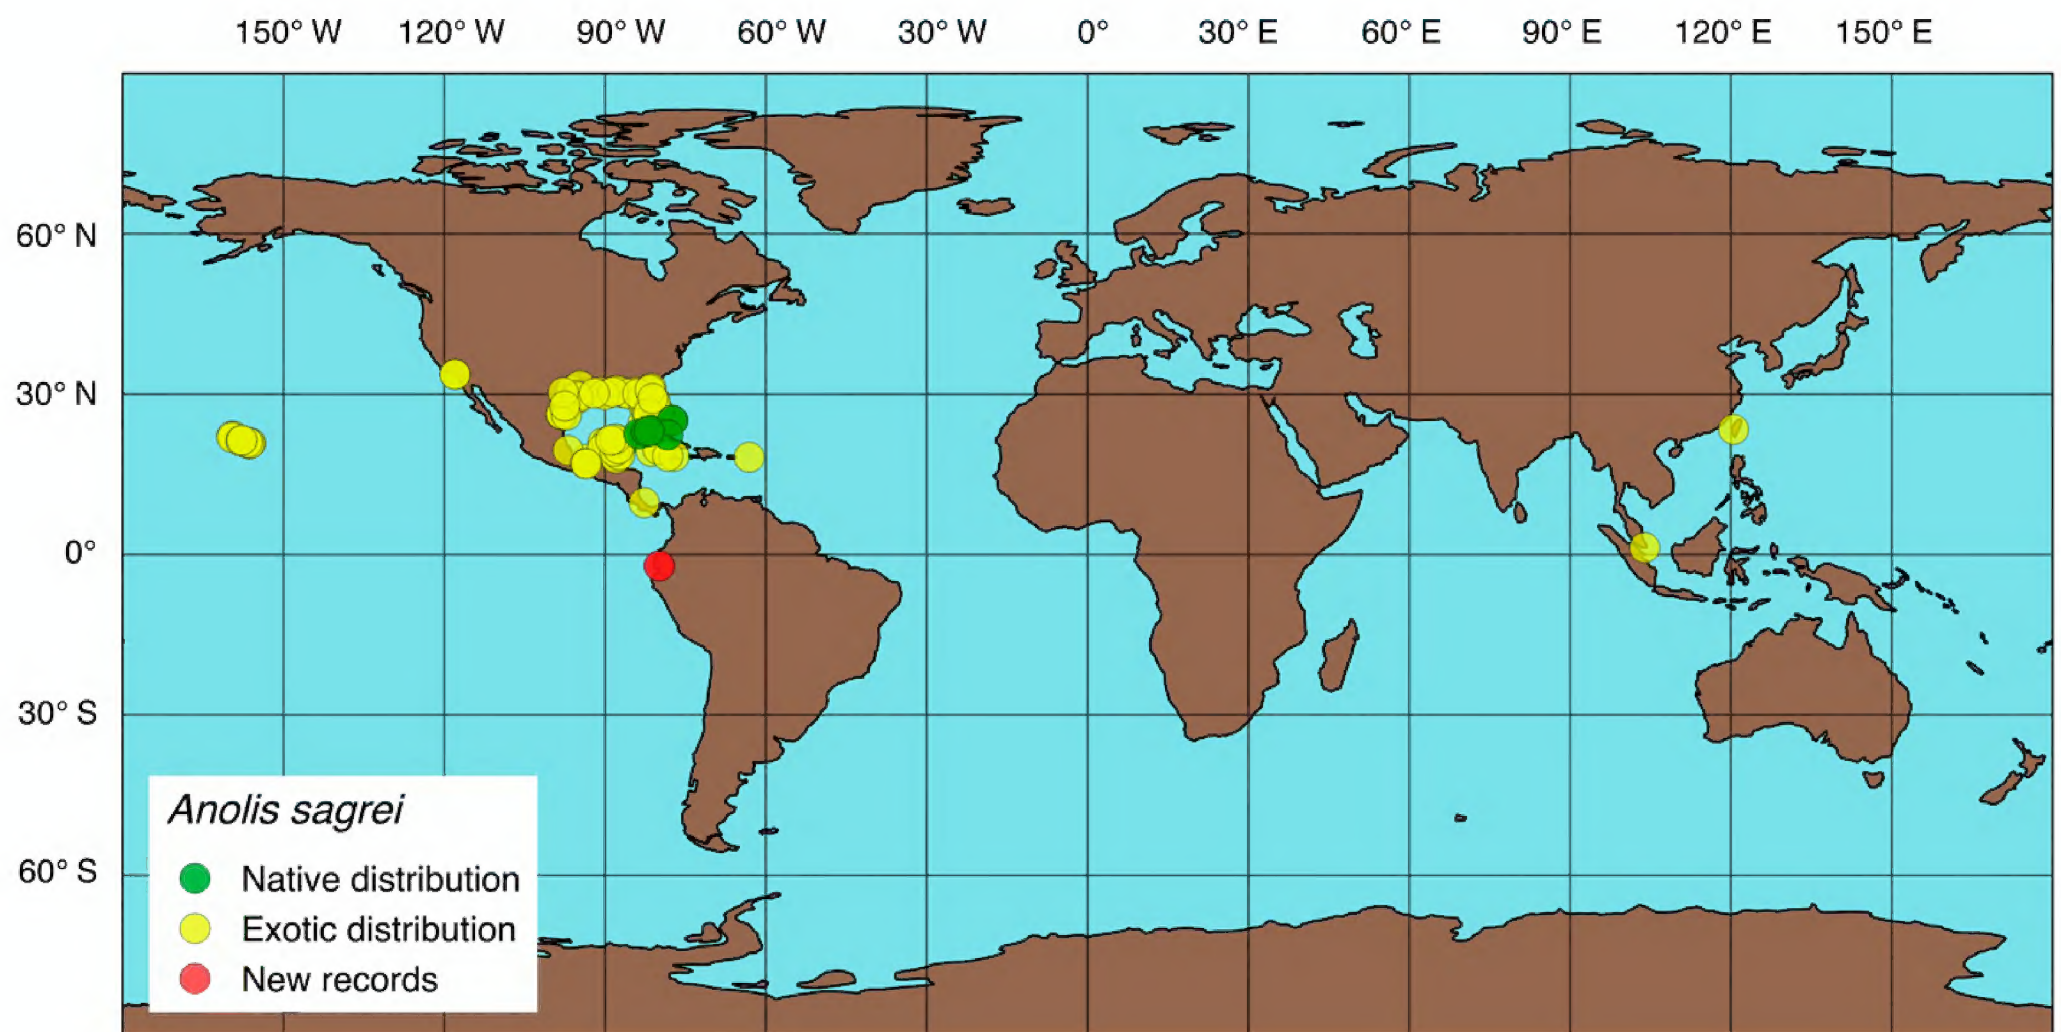 150° W 120° W 90° W 60° W 30° W 0° 30° E 60° E 90° E 120° E 150° E
60° N
30° N
0°
30° S
60° S
Anolis sagrei
Native distribution
Exotic distribution
New records